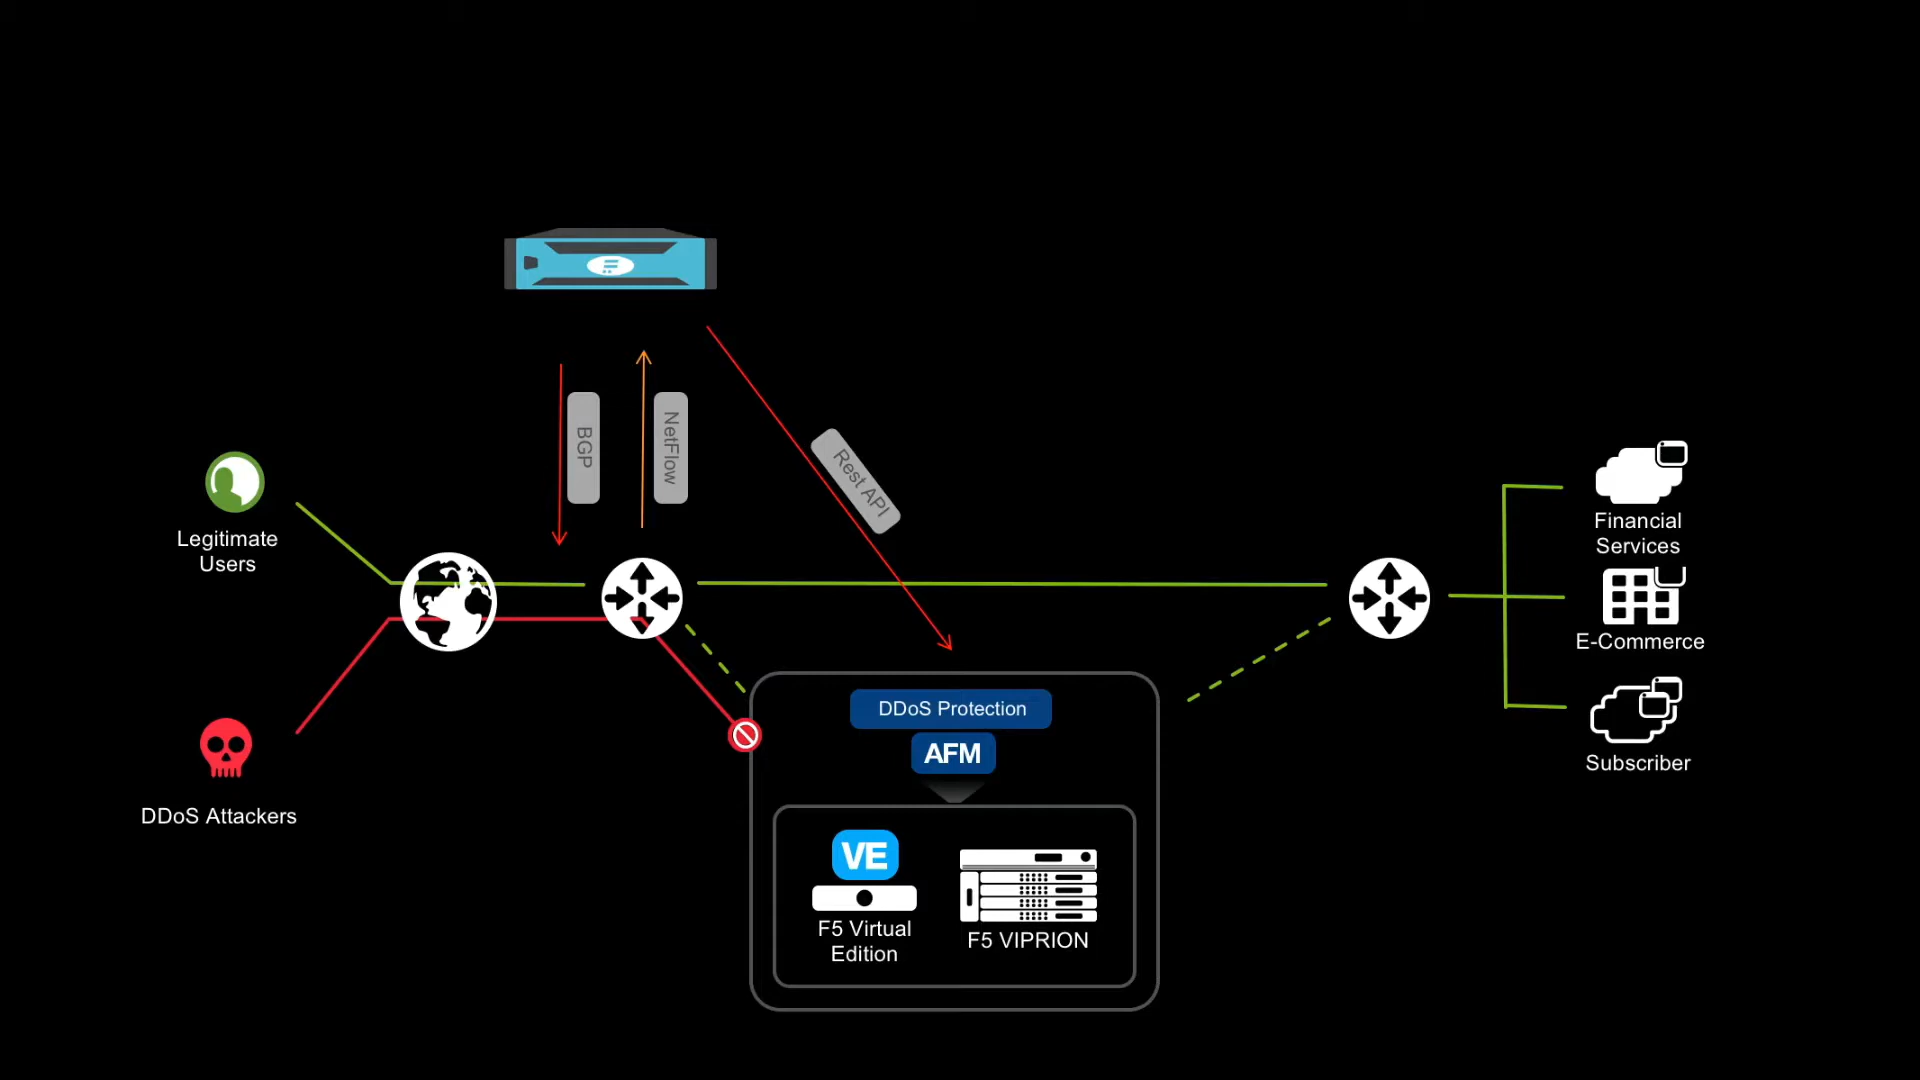 BGP
NetFlow
Rest API
Legitimate
Users
DDoS Attackers
DDoS Protection
AFM
VE
F5 Virtual
Edition
F5 VIPRION
Financial
Services
E-Commerce
Subscriber